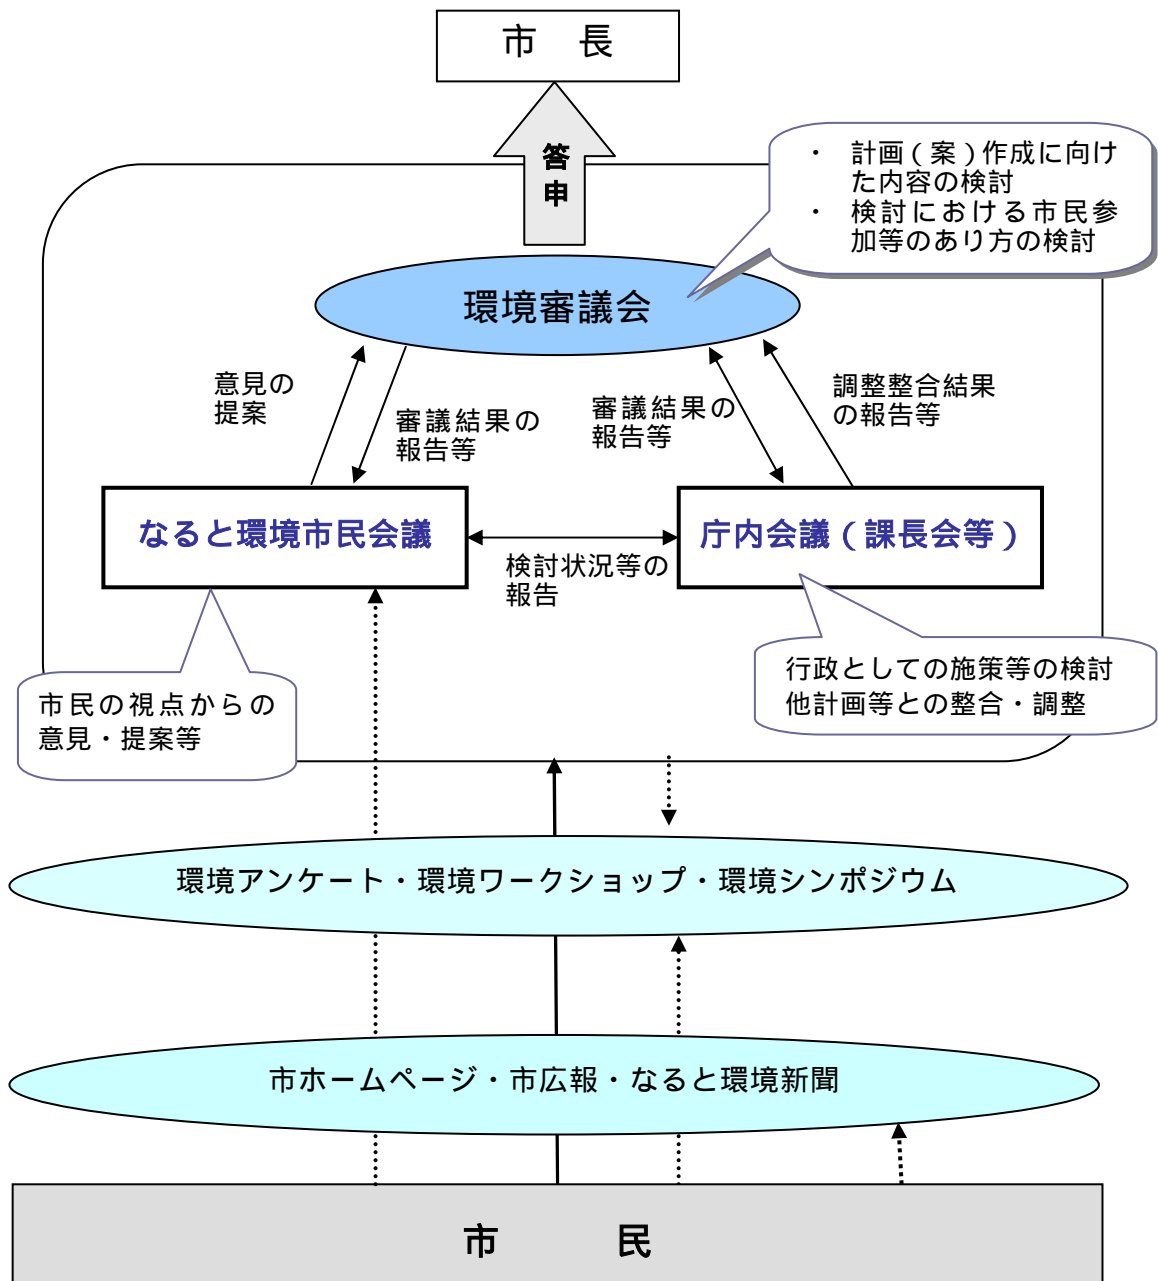 市　長
答
申
・　計画（案）作成に向け
た内容の検討
・　検討における市民参
加等のあり方の検討
環境審議会
意見の
提案
審議結果の
報告等
審議結果の
報告等
調整整合結果
の報告等
なると環境市民会議
庁内会議（課長会等）
検討状況等の
報告
市民の視点からの
意見・提案等
行政としての施策等の検討
他計画等との整合・調整
環境アンケート・環境ワークショップ・環境シンポジウム
市ホームページ・市広報・なると環境新聞
市　　　民